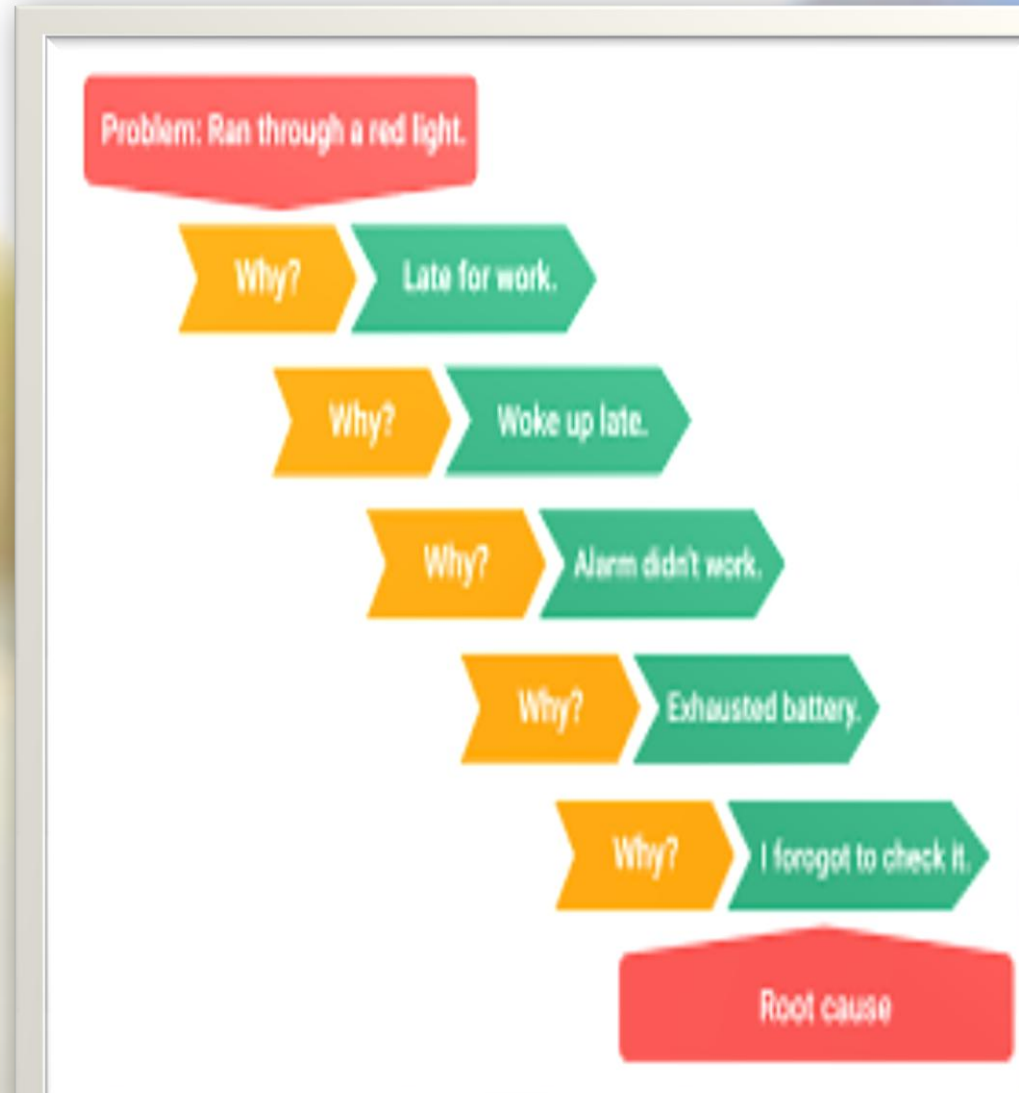 Problem: Ran through a red light.
Why? Late for work.
Why? Woke up late.
Why? Alarm didn't work.
Why? Exhausted battery.
Why? I forogot to check it.
Root cause